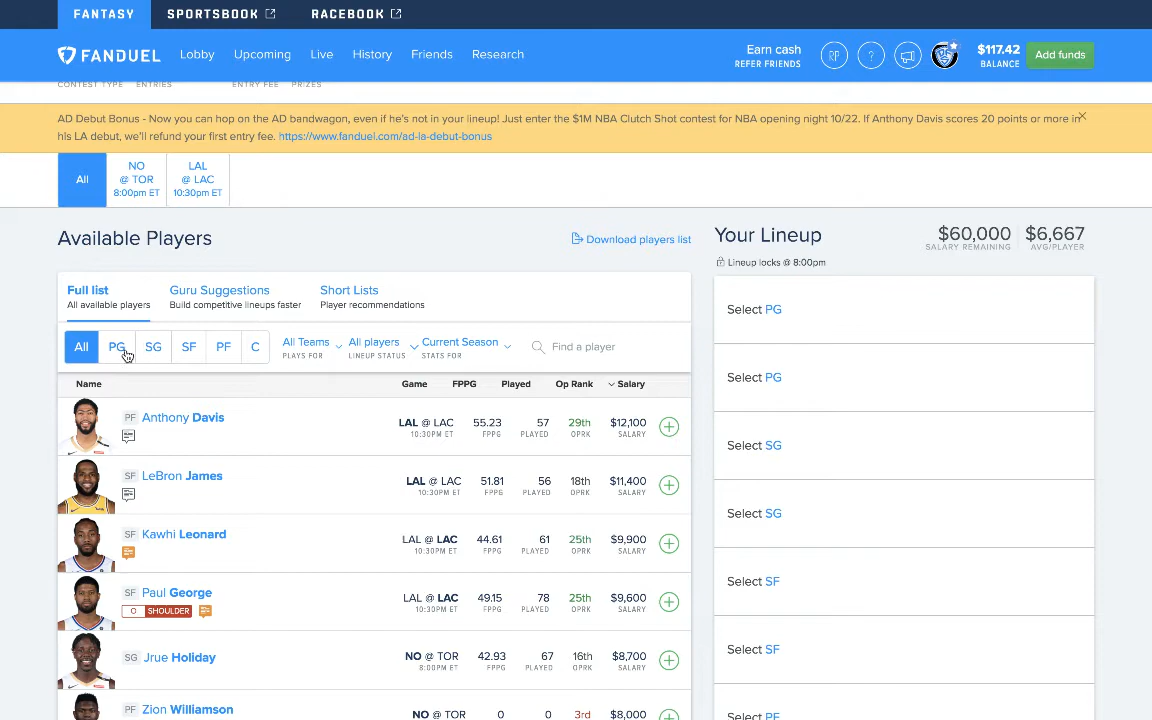 FANTASY SPORTSBOOK RACEBOOK
FANDUEL Lobby Upcoming Live History Friends Research
Earn cash
REFER FRIENDS
RP
?
$117.42
BALANCE
Add funds
CONTEST TYPE ENTRIES ENTRY FEE PRIZES
AD Debut Bonus - Now you can hop on the AD bandwagon, even if he's not in your lineup! Just enter the $1M NBA Clutch Shot contest for NBA opening night 10/22. If Anthony Davis scores 20 points or more in
his LA debut, we'll refund your first entry fee. https://www.fanduel.com/ad-la-debut-bonus
All
NO
@ TOR
8:00pm ET
LAL
@ LAC
10:30pm ET
Available Players
Download players list
Your Lineup
$60,000
SALARY REMAINING
$6,667
AVG/PLAYER
Lineup locks @ 8:00pm
Full list
All available players
Guru Suggestions
Build competitive lineups faster
Short Lists
Player recommendations
All PG SG SF PF C
All Teams
PLAYS FOR
All players
LINEUP STATUS
Current Season
STATS FOR
Find a player
Name Game FPPG Played Op Rank Salary
PF Anthony Davis LAL @ LAC 55.23 57 29th $12,100
10:30PM ET FPPG PLAYED OPRK SALARY
SF LeBron James LAL @ LAC 51.81 56 18th $11,400
10:30PM ET FPPG PLAYED OPRK SALARY
SF Kawhi Leonard LAL @ LAC 44.61 61 25th $9,900
10:30PM ET FPPG PLAYED OPRK SALARY
SF Paul George LAL @ LAC 49.15 78 25th $9,600
O SHOULDER 10:30PM ET FPPG PLAYED OPRK SALARY
SG Jrue Holiday NO @ TOR 42.93 67 16th $8,700
8:00PM ET FPPG PLAYED OPRK SALARY
PF Zion Williamson NO @ TOR 0 0 3rd $8,000
Select PG
Select PG
Select SG
Select SG
Select SF
Select SF
Select PF